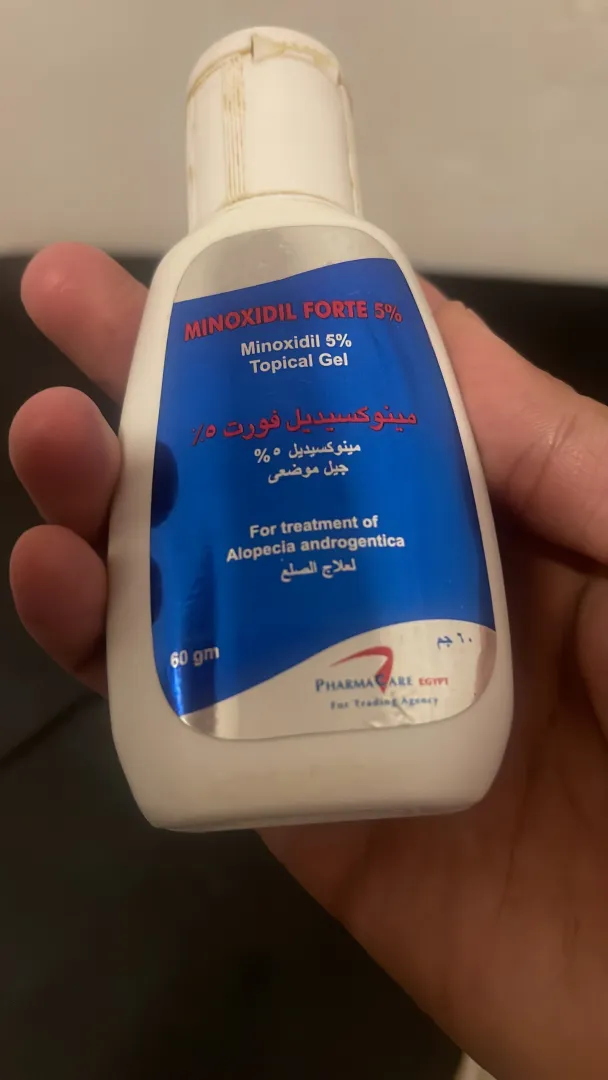 MINOXIDIL FORTE 5%
Minoxidil 5%
Topical Gel
مينوكسيديل فورت ٥٪
مينوكسيديل ٥%
جيل موضعى
For treatment of
Alopecia androgentica
لعلاج الصلع
60 gm
٦٠ جم
PHARMACARE EGYPT
For Trading Agency